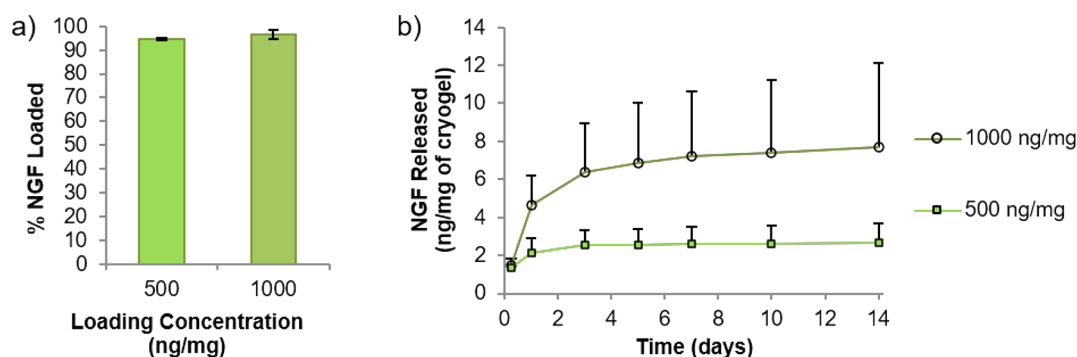 a)
% NGF Loaded
100
90
80
70
60
50
40
30
20
10
0
500 1000
Loading Concentration
(ng/mg)
b)
NGF Released
(ng/mg of cryogel)
14
12
10
8
6
4
2
0
0 2 4 6 8 10 12 14
Time (days)
1000 ng/mg
500 ng/mg